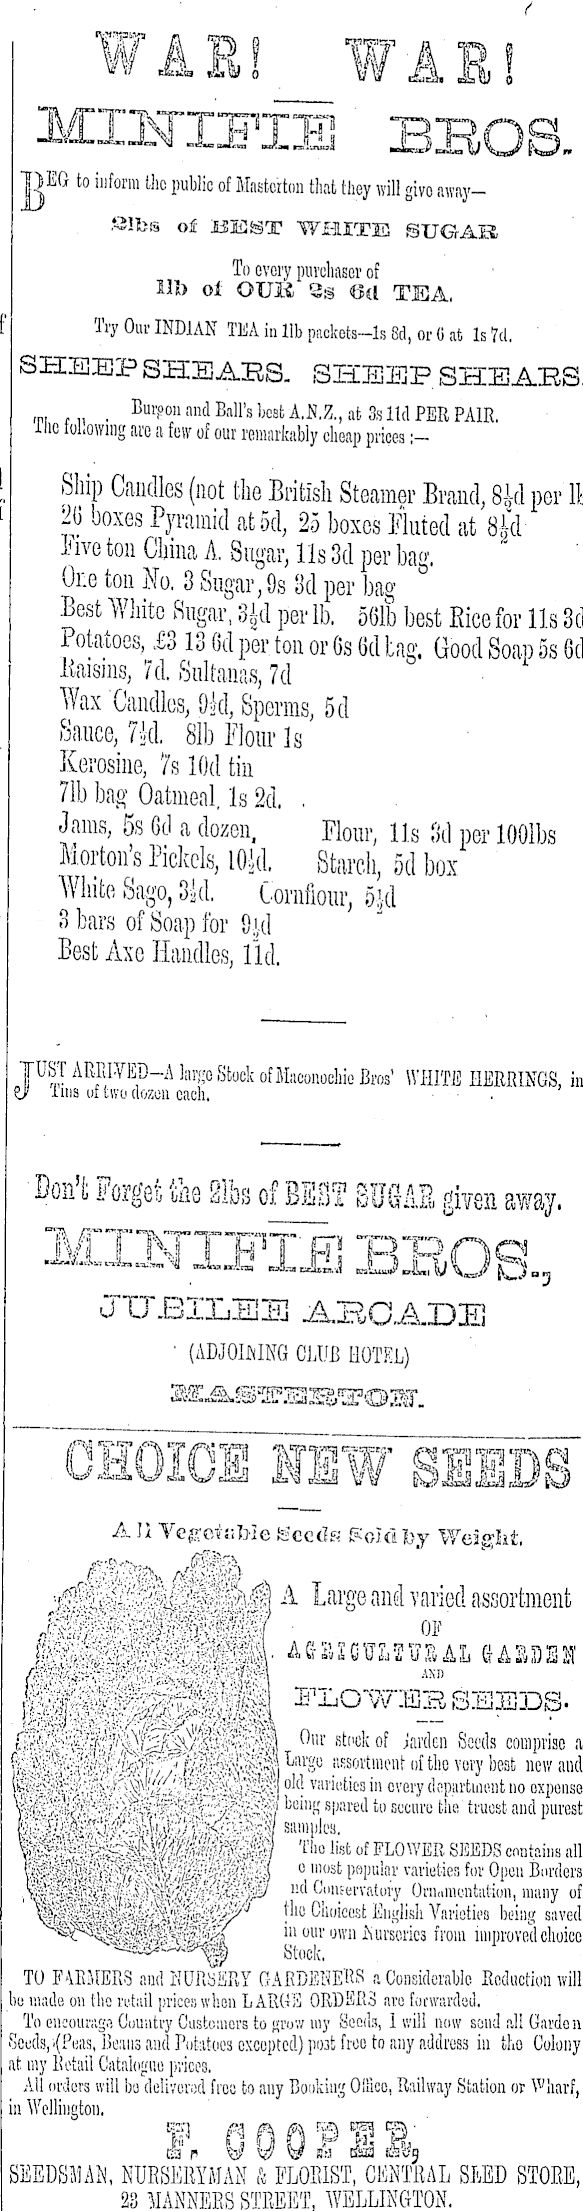 WAR! WAR!
MINIFIE BROS.
BEG to inform the public of Masterton that they will give away—
2lbs of BEST WHITE SUGAR
To every purchaser of
1lb of OUR 2s 6d TEA.
Try Our INDIAN TEA in 1lb packets—1s 8d, or 6 at 1s 7d.
SHEEP SHEARS. SHEEP SHEARS.
Burgon and Ball's best A.N.Z., at 3s 11d PER PAIR.
The following are a few of our remarkably cheap prices :—
Ship Candles (not the British Steamer Brand, 8½d per lb
26 boxes Pyramid at 5d, 25 boxes Fluted at 8½d
Five ton China A. Sugar, 11s 3d per bag.
One ton No. 3 Sugar, 9s 3d per bag
Best White Sugar, 3½d per lb. 56lb best Rice for 11s 3d
Potatoes, £3 13 6d per ton or 6s 6d bag. Good Soap 5s 6d
Raisins, 7d. Sultanas, 7d
Wax Candles, 9½d, Sperms, 5d
Sauce, 7½d. 8lb Flour 1s
Kerosine, 7s 10d tin
7lb bag Oatmeal, 1s 2d.
Jams, 5s 6d a dozen, Flour, 11s 3d per 100lbs
Morton's Pickels, 10½d. Starch, 5d box
White Sago, 3½d. Cornflour, 5½d
3 bars of Soap for 9½d
Best Axe Handles, 11d.
JUST ARRIVED—A large Stock of Maconochie Bros' WHITE HERRINGS, in
Tins of two dozen each.
Don't Forget the 2lbs of BEST SUGAR given away.
MINIFIE BROS.,
JUBILEE ARCADE
(ADJOINING CLUB HOTEL)
MASTERTON.
CHOICE NEW SEEDS
All Vegetable Seeds Sold by Weight.
A Large and varied assortment
OF
AGRICULTURAL GARDEN
AND
FLOWER SEEDS.
Our stock of Garden Seeds comprise a
Large assortment of the very best new and
old varieties in every department no expense
being spared to secure the truest and purest
samples.
The list of FLOWER SEEDS contains all
e most popular varieties for Open Borders
nd Conservatory Ornamentation, many of
the Choicest English Varieties being saved
in our own Nurseries from improved choice
Stock.
TO FARMERS and NURSERY GARDENERS a Considerable Reduction will
be made on the retail prices when LARGE ORDERS are forwarded.
To encourage Country Customers to grow my Seeds, I will now send all Garden
Seeds, (Peas, Beans and Potatoes excepted) post free to any address in the Colony
at my Retail Catalogue prices.
All orders will be delivered free to any Booking Office, Railway Station or Wharf,
in Wellington.
F. COOPER,
SEEDSMAN, NURSERYMAN & FLORIST, CENTRAL SEED STORE,
23 MANNERS STREET, WELLINGTON.